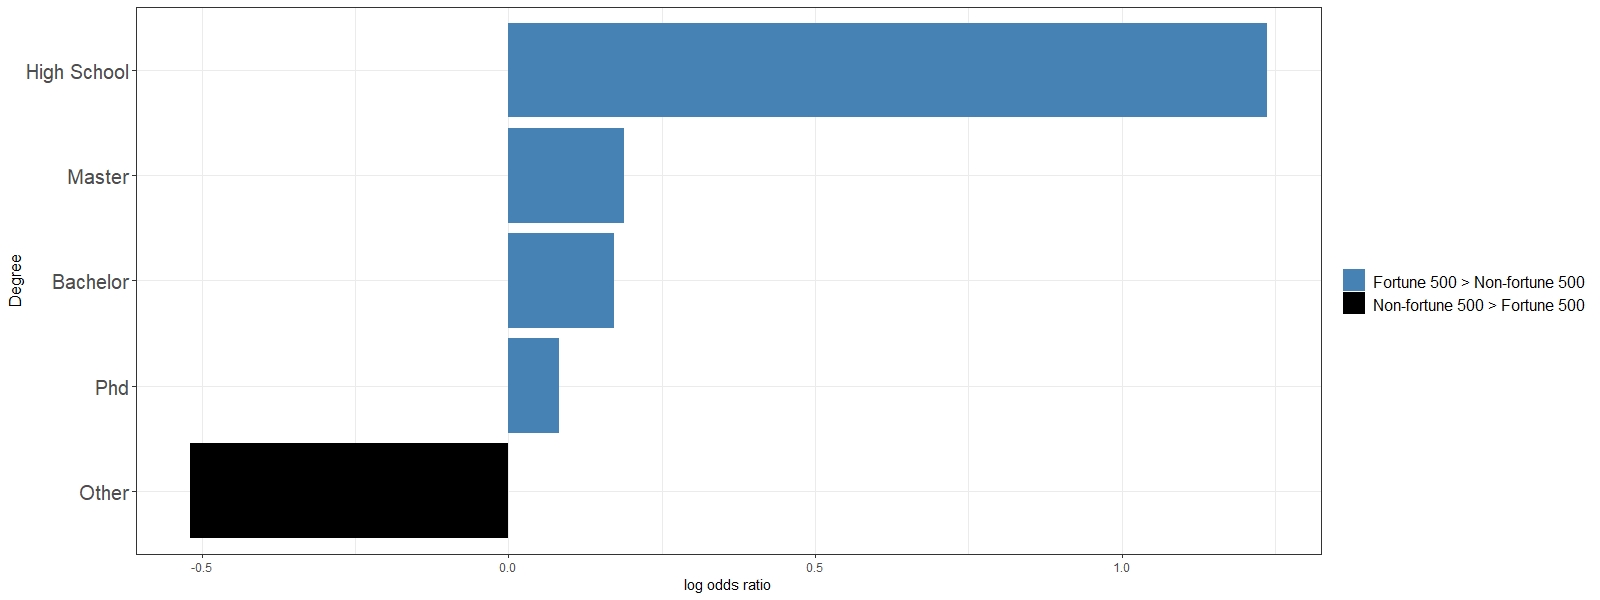 High School
Master
Bachelor
Phd
Other
Degree
-0.5
0.0
0.5
1.0
log odds ratio
Fortune 500 > Non-fortune 500
Non-fortune 500 > Fortune 500